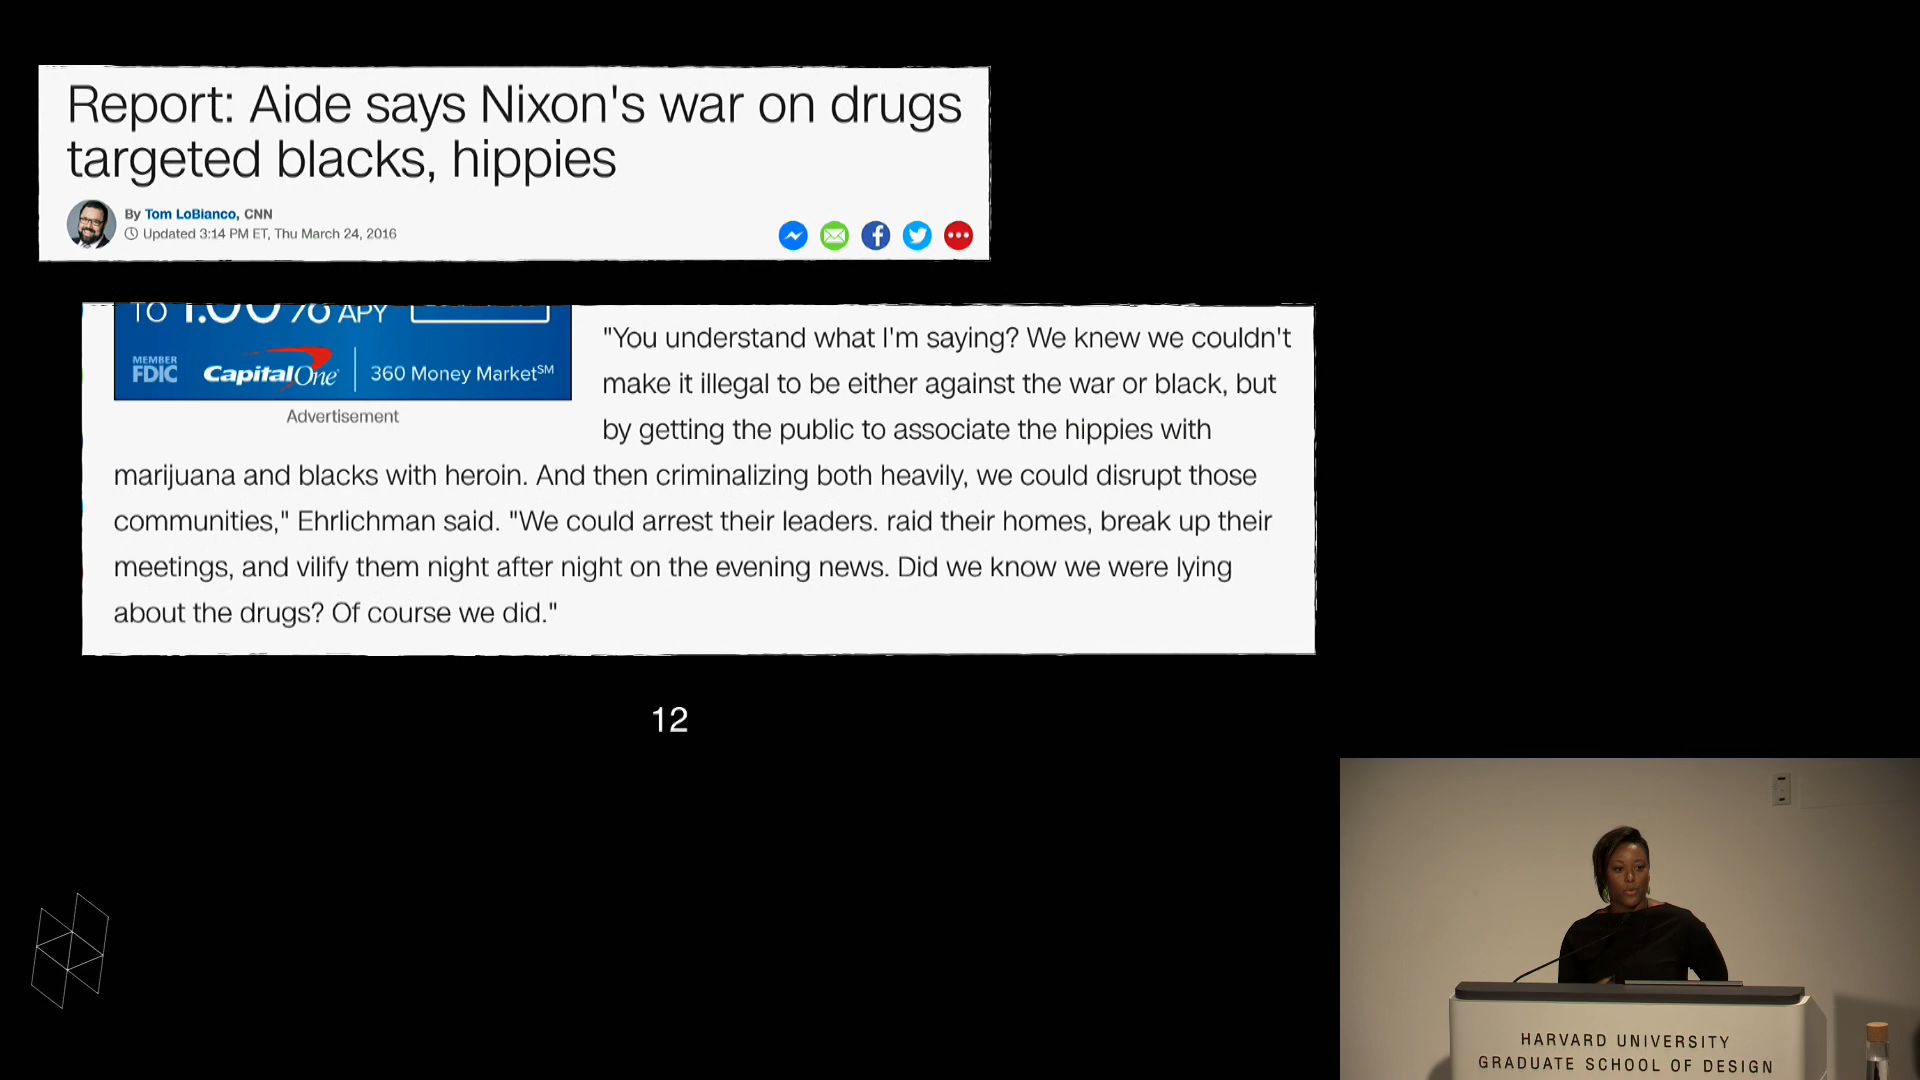 Report: Aide says Nixon's war on drugs
targeted blacks, hippies
By Tom LoBianco, CNN
Updated 3:14 PM ET, Thu March 24, 2016
TO 1.00% APY
MEMBER
FDIC
CapitalOne
360 Money Market℠
Advertisement
"You understand what I'm saying? We knew we couldn't
make it illegal to be either against the war or black, but
by getting the public to associate the hippies with
marijuana and blacks with heroin. And then criminalizing both heavily, we could disrupt those
communities," Ehrlichman said. "We could arrest their leaders. raid their homes, break up their
meetings, and vilify them night after night on the evening news. Did we know we were lying
about the drugs? Of course we did."
12
HARVARD UNIVERSITY
GRADUATE SCHOOL OF DESIGN